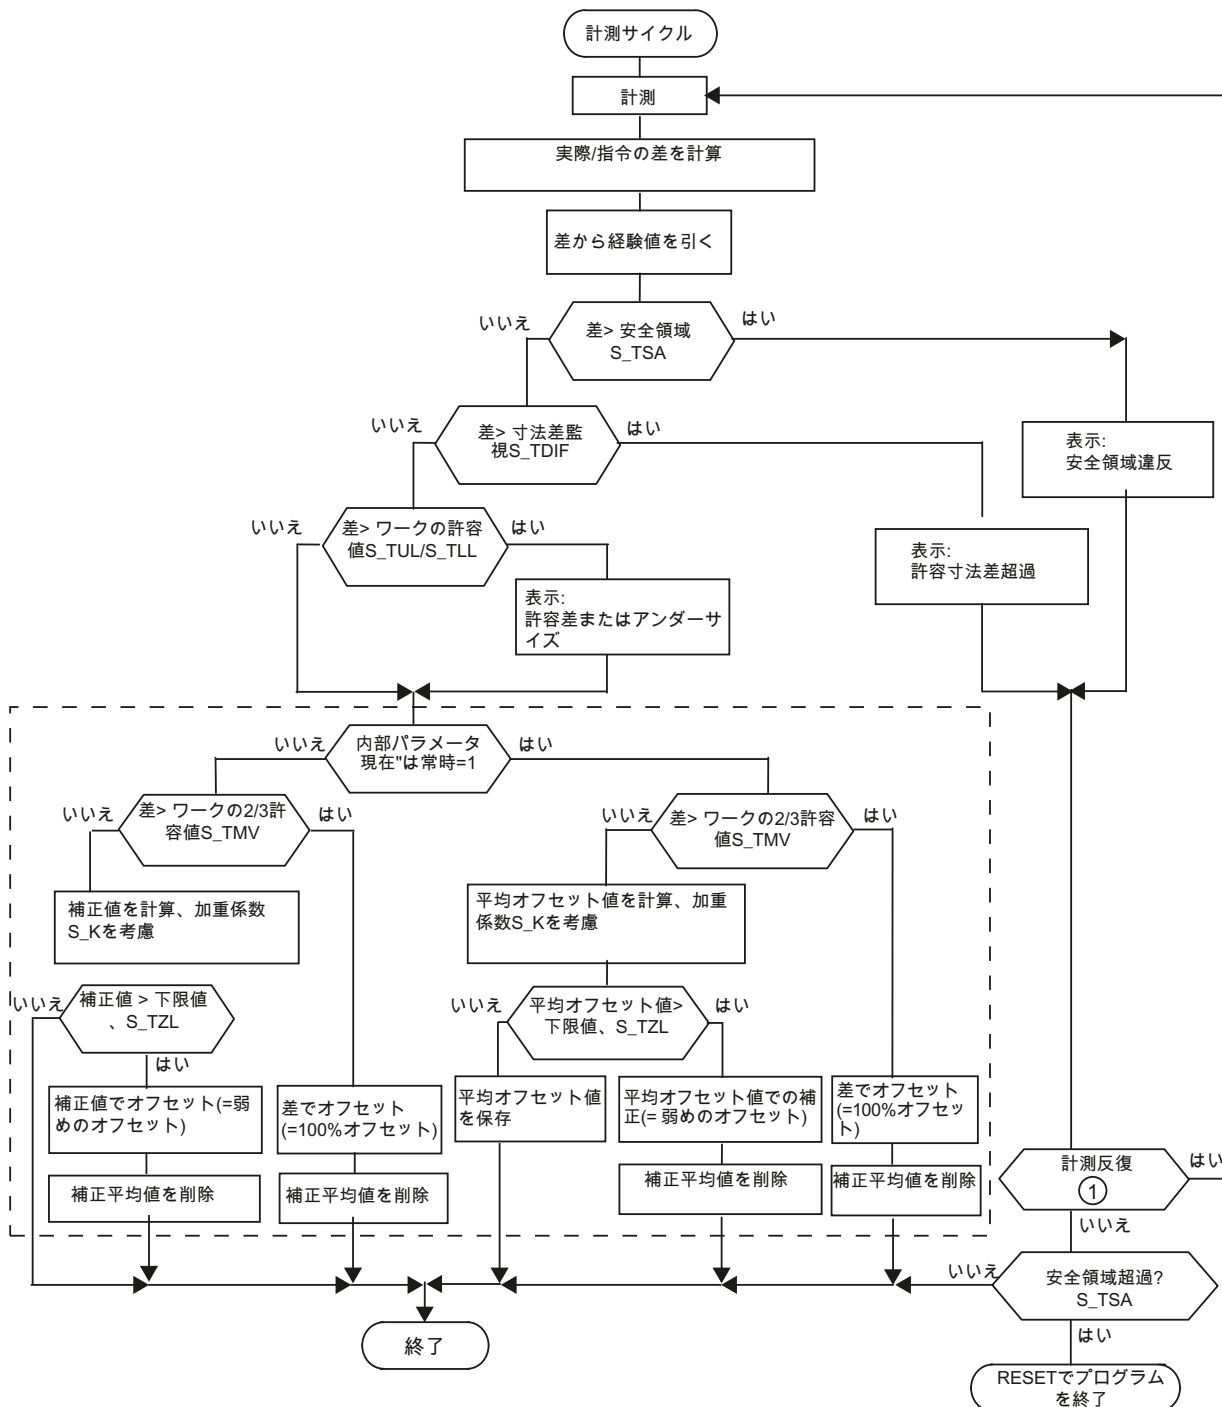 計測サイクル
計測
実際/指令の差を計算
差から経験値を引く
いいえ
差> 安全領域
S_TSA
はい
いいえ
差> 寸法差監
視S_TDIF
はい
表示:
安全領域違反
いいえ
差> ワークの許容
値S_TUL/S_TLL
はい
表示:
許容寸法差超過
表示:
許容差またはアンダーサ
イズ
いいえ
内部パラメータ
現在"は常時=1
はい
いいえ
差> ワークの2/3許
容値S_TMV
はい
いいえ
差> ワークの2/3許容
値S_TMV
はい
補正値を計算、加重係数
S_Kを考慮
平均オフセット値を計算、加重
係数S_Kを考慮
いいえ
補正値 > 下限値
、S_TZL
はい
いいえ
平均オフセット値>
下限値、S_TZL
はい
補正値でオフセット(=弱
めのオフセット)
差でオフセット
(=100%オフセット)
平均オフセット値
を保存
平均オフセット値での補
正(= 弱めのオフセット)
差でオフセット
(=100%オフセッ
ト)
補正平均値を削除
補正平均値を削除
補正平均値を削除
補正平均値を削除
計測反復
①
はい
いいえ
いいえ
安全領域超過?
S_TSA
はい
終了
RESETでプログラム
を終了